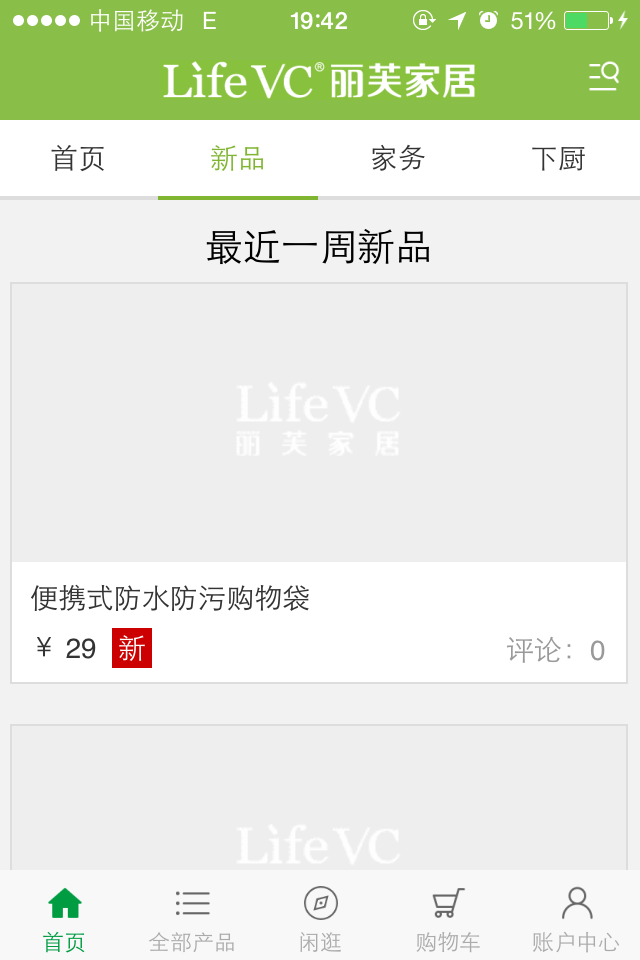 中国移动 E 19:42 51%
LifeVC® 丽芙家居
首页 新品 家务 下厨
最近一周新品
LifeVC
丽芙家居
便携式防水防污购物袋
¥ 29 新 评论：0
LifeVC
首页 全部产品 闲逛 购物车 账户中心